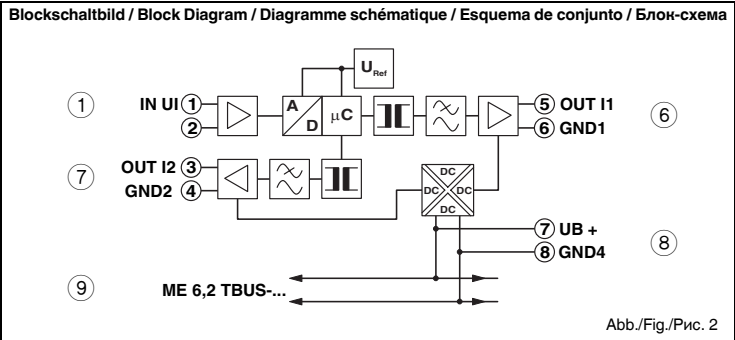 Blockschaltbild / Block Diagram / Diagramme schématique / Esquema de conjunto / Блок-схема
U Ref
1 IN UI 1 A D µC 5 OUT I1 6
2 6 GND1
7 OUT I2 3
GND2 4
DC
DC DC
DC
7 UB +
8 GND4 8
9 ME 6,2 TBUS-...
Abb./Fig./Рис. 2